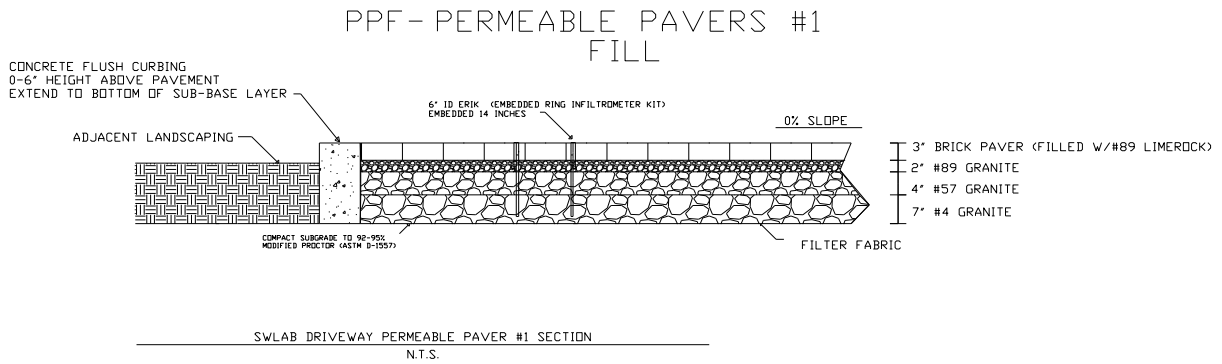 PPF-PERMEABLE PAVERS #1
FILL
CONCRETE FLUSH CURBING
0-6" HEIGHT ABOVE PAVEMENT
EXTEND TO BOTTOM OF SUB-BASE LAYER
6" ID ERIK (EMBEDDED RING INFILTROMETER KIT)
EMBEDDED 14 INCHES
0% SLOPE
ADJACENT LANDSCAPING
3" BRICK PAVER (FILLED W/#89 LIMEROCK)
2" #89 GRANITE
4" #57 GRANITE
7" #4 GRANITE
COMPACT SUBGRADE TO 92-95%
MODIFIED PROCTOR (ASTM D-1557)
FILTER FABRIC
SWLAB DRIVEWAY PERMEABLE PAVER #1 SECTION
N.T.S.